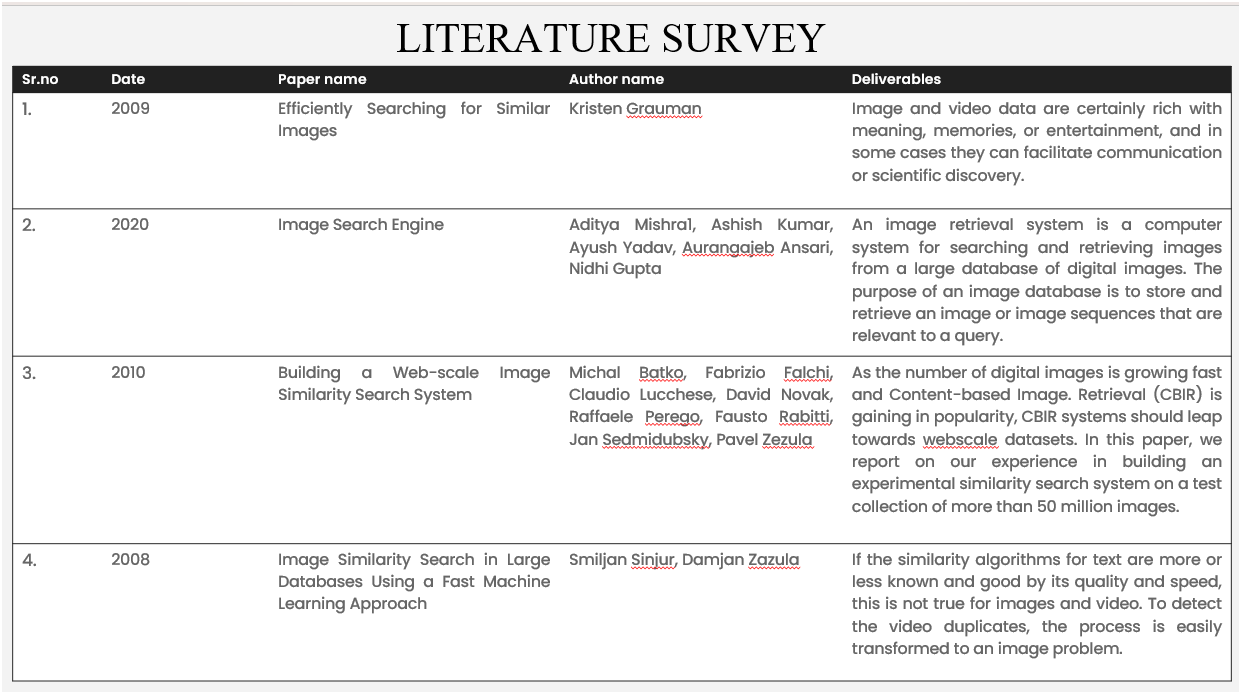 LITERATURE SURVEY
Sr.no Date Paper name Author name Deliverables
1. 2009 Efficiently Searching for Similar Kristen Grauman Image and video data are certainly rich with
Images meaning, memories, or entertainment, and in
some cases they can facilitate communication
or scientific discovery.
2. 2020 Image Search Engine Aditya Mishra1, Ashish Kumar, An image retrieval system is a computer
Ayush Yadav, Aurangajeb Ansari, system for searching and retrieving images
Nidhi Gupta from a large database of digital images. The
purpose of an image database is to store and
retrieve an image or image sequences that are
relevant to a query.
3. 2010 Building a Web-scale Image Michal Batko, Fabrizio Falchi, As the number of digital images is growing fast
Similarity Search System Claudio Lucchese, David Novak, and Content-based Image. Retrieval (CBIR) is
Raffaele Perego, Fausto Rabitti, gaining in popularity, CBIR systems should leap
Jan Sedmidubsky, Pavel Zezula towards webscale datasets. In this paper, we
report on our experience in building an
experimental similarity search system on a test
collection of more than 50 million images.
4. 2008 Image Similarity Search in Large Smiljan Sinjur, Damjan Zazula If the similarity algorithms for text are more or
Databases Using a Fast Machine less known and good by its quality and speed,
Learning Approach this is not true for images and video. To detect
the video duplicates, the process is easily
transformed to an image problem.